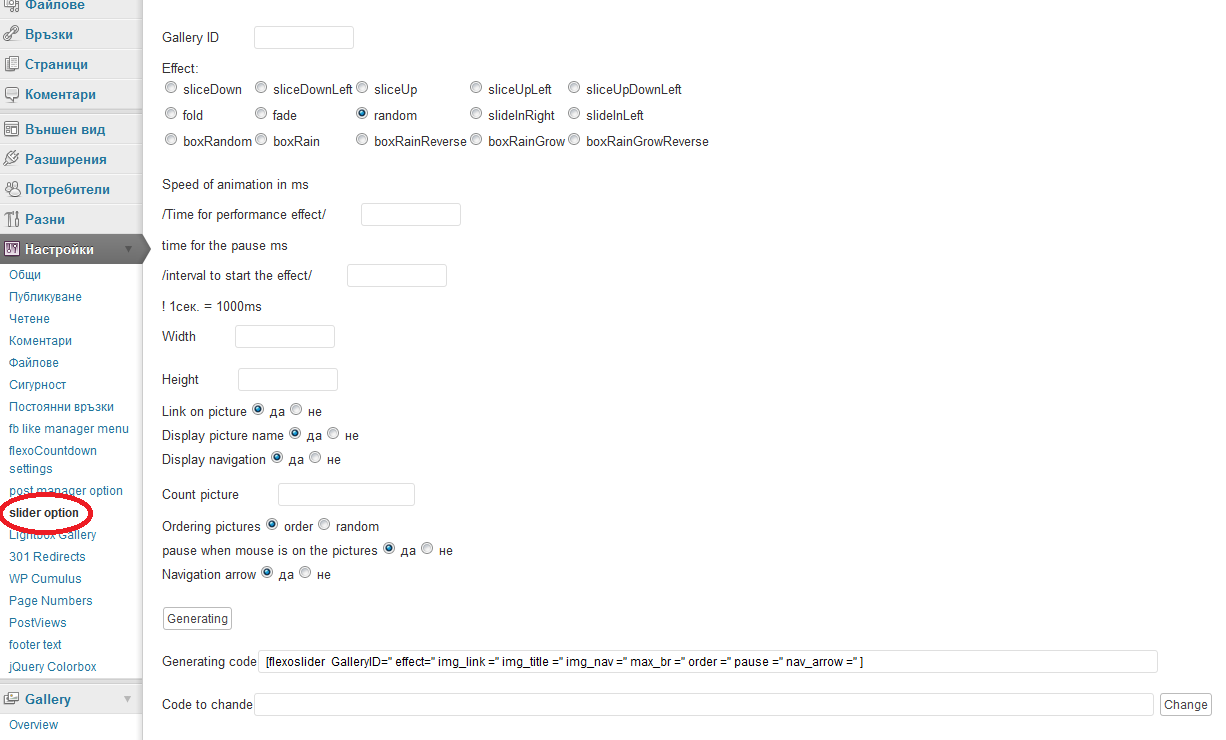 Файлове
Връзки
Страници
Коментари
Външен вид
Разширения
Потребители
Разни
Настройки
Общи
Публикуване
Четене
Коментари
Файлове
Сигурност
Постоянни връзки
fb like manager menu
flexoCountdown
settings
post manager option
slider option
Lightbox Gallery
301 Redirects
WP Cumulus
Page Numbers
PostViews
footer text
jQuery Colorbox
Gallery
Overview
Gallery ID
Effect:
sliceDown sliceDownLeft sliceUp sliceUpLeft sliceUpDownLeft
fold fade random slideInRight slideInLeft
boxRandom boxRain boxRainReverse boxRainGrow boxRainGrowReverse
Speed of animation in ms
/Time for performance effect/
time for the pause ms
/interval to start the effect/
! 1сек. = 1000ms
Width
Height
Link on picture да не
Display picture name да не
Display navigation да не
Count picture
Ordering pictures order random
pause when mouse is on the pictures да не
Navigation arrow да не
Generating
Generating code [flexoslider GalleryID='' effect='' img_link ='' img_title ='' img_nav ='' max_br ='' order ='' pause ='' nav_arrow ='' ]
Code to chande Change